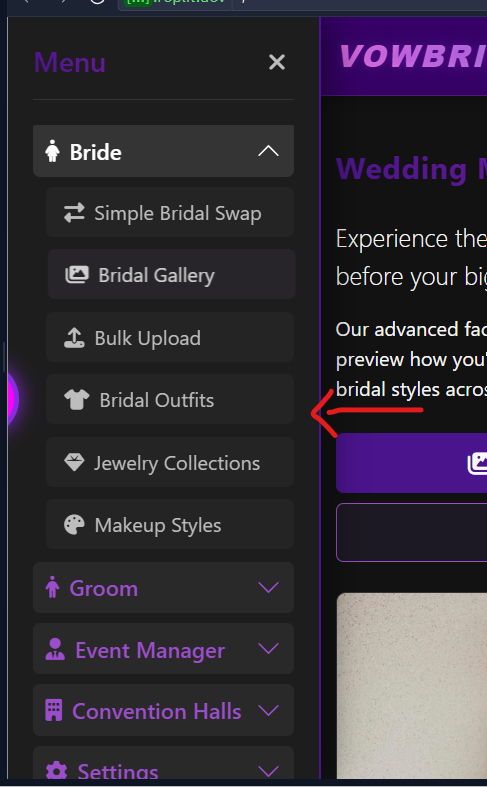 Menu
VOWBRI
Bride
Simple Bridal Swap
Bridal Gallery
Bulk Upload
Bridal Outfits
Jewelry Collections
Makeup Styles
Groom
Event Manager
Convention Halls
Settings
Wedding
Experience the
before your big
Our advanced fac
preview how you'
bridal styles acros